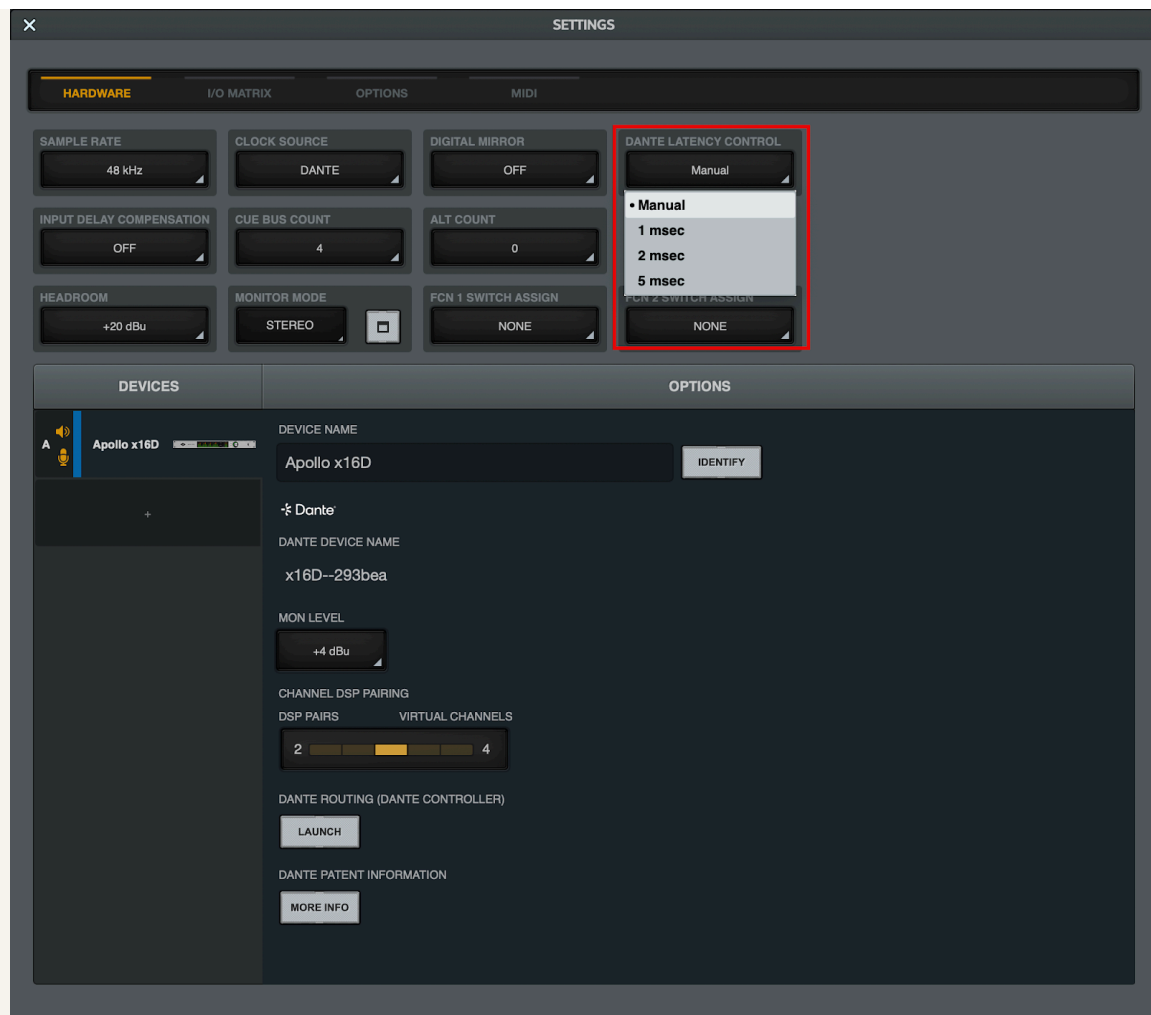 SETTINGS
HARDWARE I/O MATRIX OPTIONS MIDI
SAMPLE RATE CLOCK SOURCE DIGITAL MIRROR DANTE LATENCY CONTROL
48 kHz DANTE OFF Manual
• Manual
INPUT DELAY COMPENSATION CUE BUS COUNT ALT COUNT
1 msec
OFF 4 0
2 msec
5 msec
HEADROOM MONITOR MODE FCN 1 SWITCH ASSIGN FCN 2 SWITCH ASSIGN
+20 dBu STEREO NONE NONE
DEVICES OPTIONS
DEVICE NAME
A Apollo x16D
Apollo x16D IDENTIFY
+
Dante
DANTE DEVICE NAME
x16D--293bea
MON LEVEL
+4 dBu
CHANNEL DSP PAIRING
DSP PAIRS VIRTUAL CHANNELS
2 4
DANTE ROUTING (DANTE CONTROLLER)
LAUNCH
DANTE PATENT INFORMATION
MORE INFO